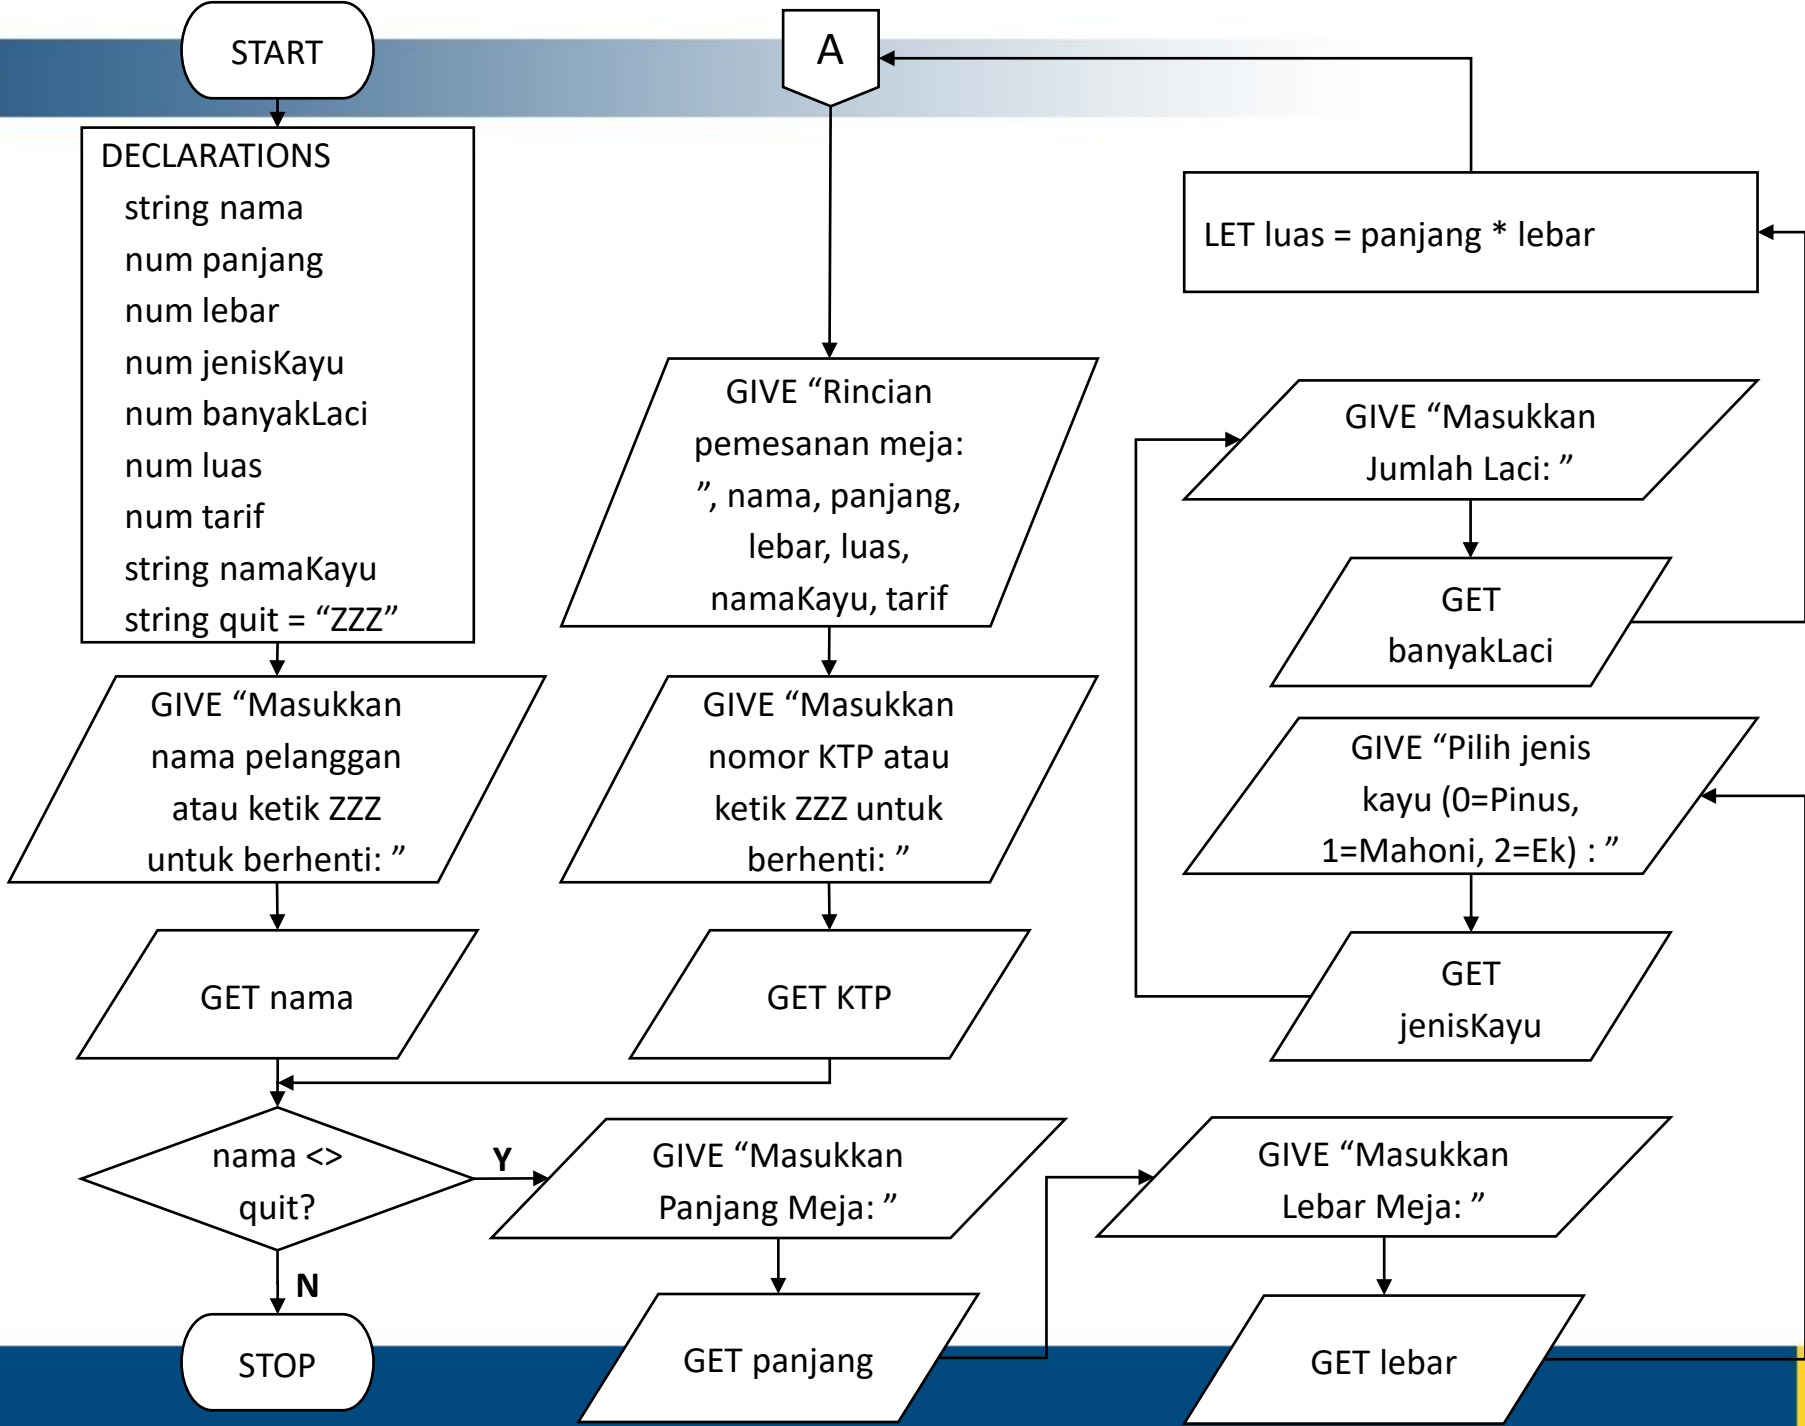 START
DECLARATIONS
string nama
num panjang
num lebar
num jenisKayu
num banyakLaci
num luas
num tarif
string namaKayu
string quit = “ZZZ”
GIVE “Masukkan
nama pelanggan
atau ketik ZZZ
untuk berhenti: ”
GET nama
nama <>
quit?
Y
N
STOP
GIVE “Masukkan
Panjang Meja: ”
GET panjang
GIVE “Masukkan
Lebar Meja: ”
GET lebar
GIVE “Pilih jenis
kayu (0=Pinus,
1=Mahoni, 2=Ek) : ”
GET
jenisKayu
GIVE “Masukkan
Jumlah Laci: ”
GET
banyakLaci
LET luas = panjang * lebar
A
GIVE “Rincian
pemesanan meja:
”, nama, panjang,
lebar, luas,
namaKayu, tarif
GIVE “Masukkan
nomor KTP atau
ketik ZZZ untuk
berhenti: ”
GET KTP